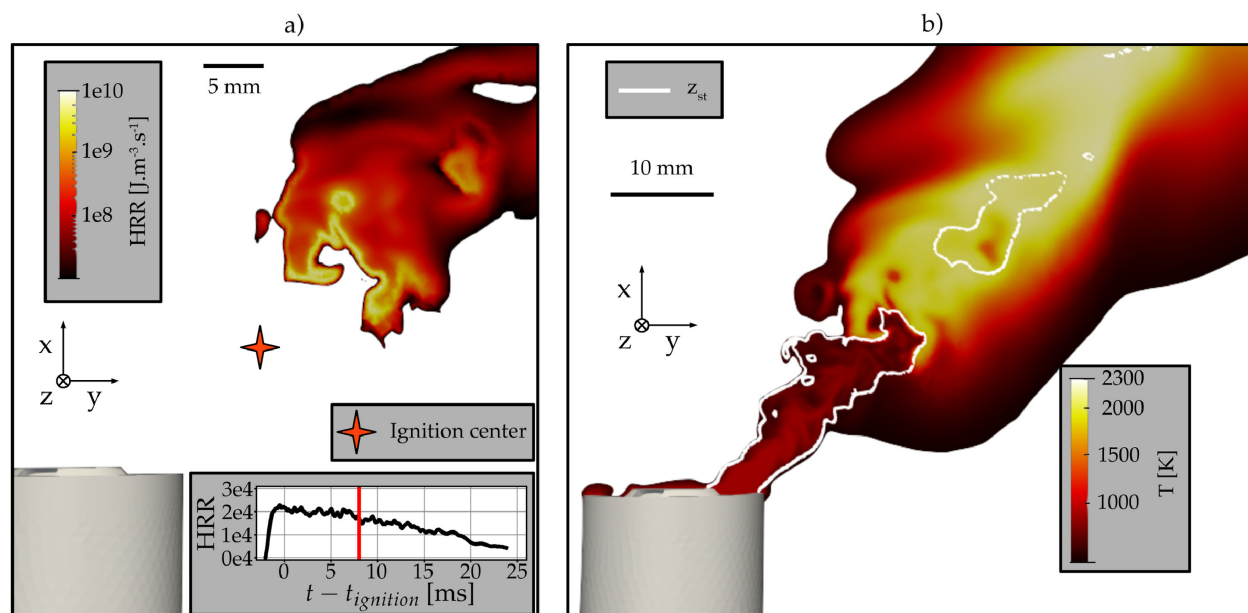 a)
b)
5 mm
1e10
1e9
1e8
HRR [J.m⁻³.s⁻¹]
x
z
y
Ignition center
3e4
2e4
1e4
0e4
HRR
0
5
10
15
20
25
t − t_ignition [ms]
z_st
10 mm
x
z
y
2300
2000
1000
T [K]